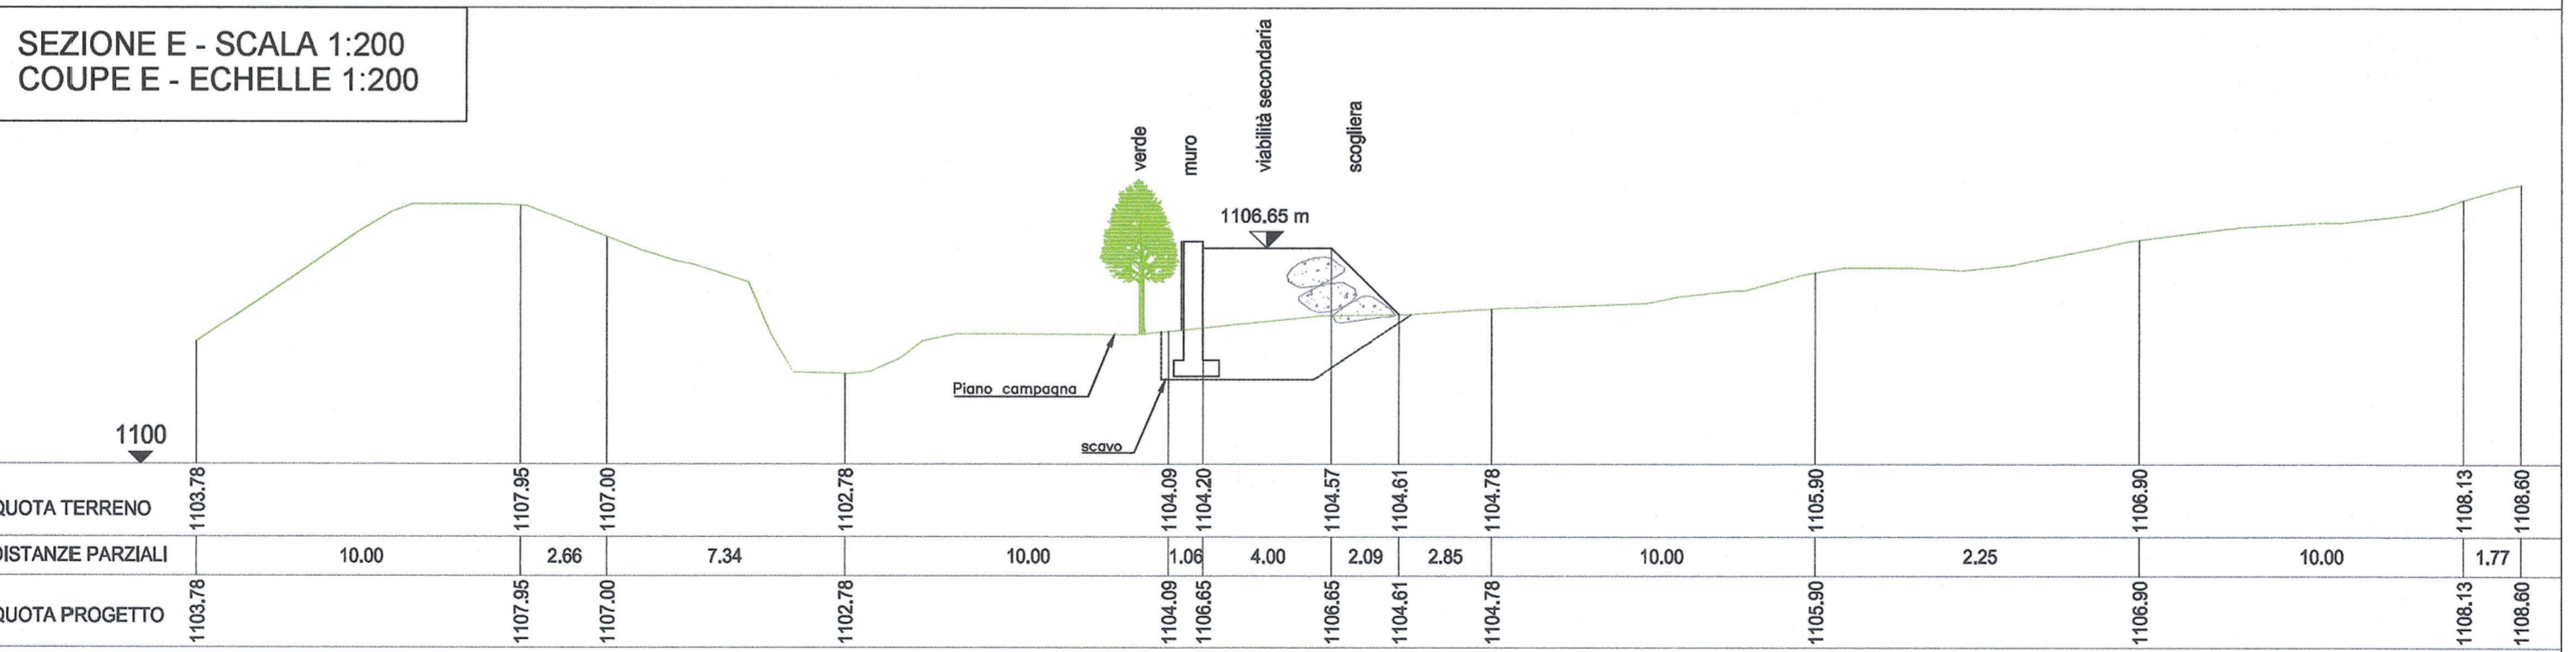 SEZIONE E - SCALA 1:200
COUPE E - ECHELLE 1:200
verde
muro
viabilità secondaria
scogliera
1106.65 m
Piano campagna
scavo
1100
QUOTA TERRENO
1103.78 1107.95 1107.00 1102.78 1104.09 1104.20 1104.57 1104.61 1104.78 1105.90 1106.90 1108.13 1108.60
DISTANZE PARZIALI 10.00 2.66 7.34 10.00 1.06 4.00 2.09 2.85 10.00 2.25 10.00 1.77
QUOTA PROGETTO
1103.78 1107.95 1107.00 1102.78 1104.09 1106.65 1106.65 1104.61 1104.78 1105.90 1106.90 1108.13 1108.60